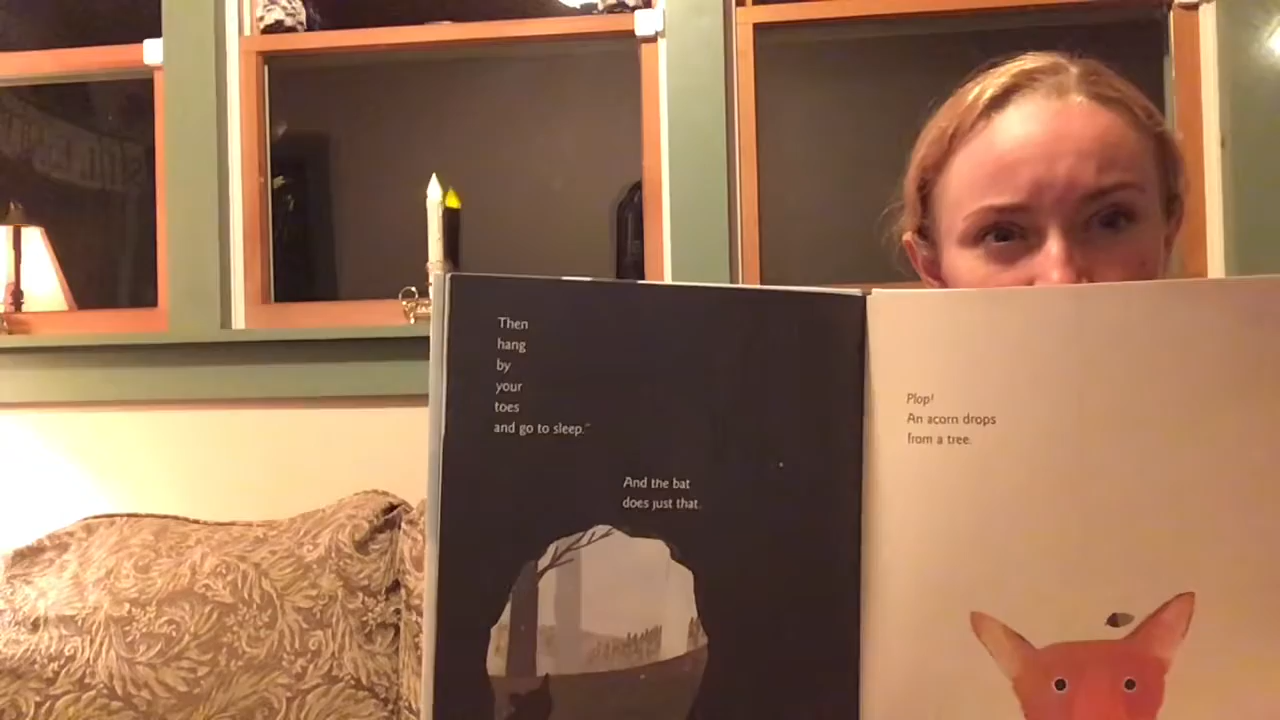 Then
hang
by
your
toes
and go to sleep."
And the bat
does just that.
Plop!
An acorn drops
from a tree.